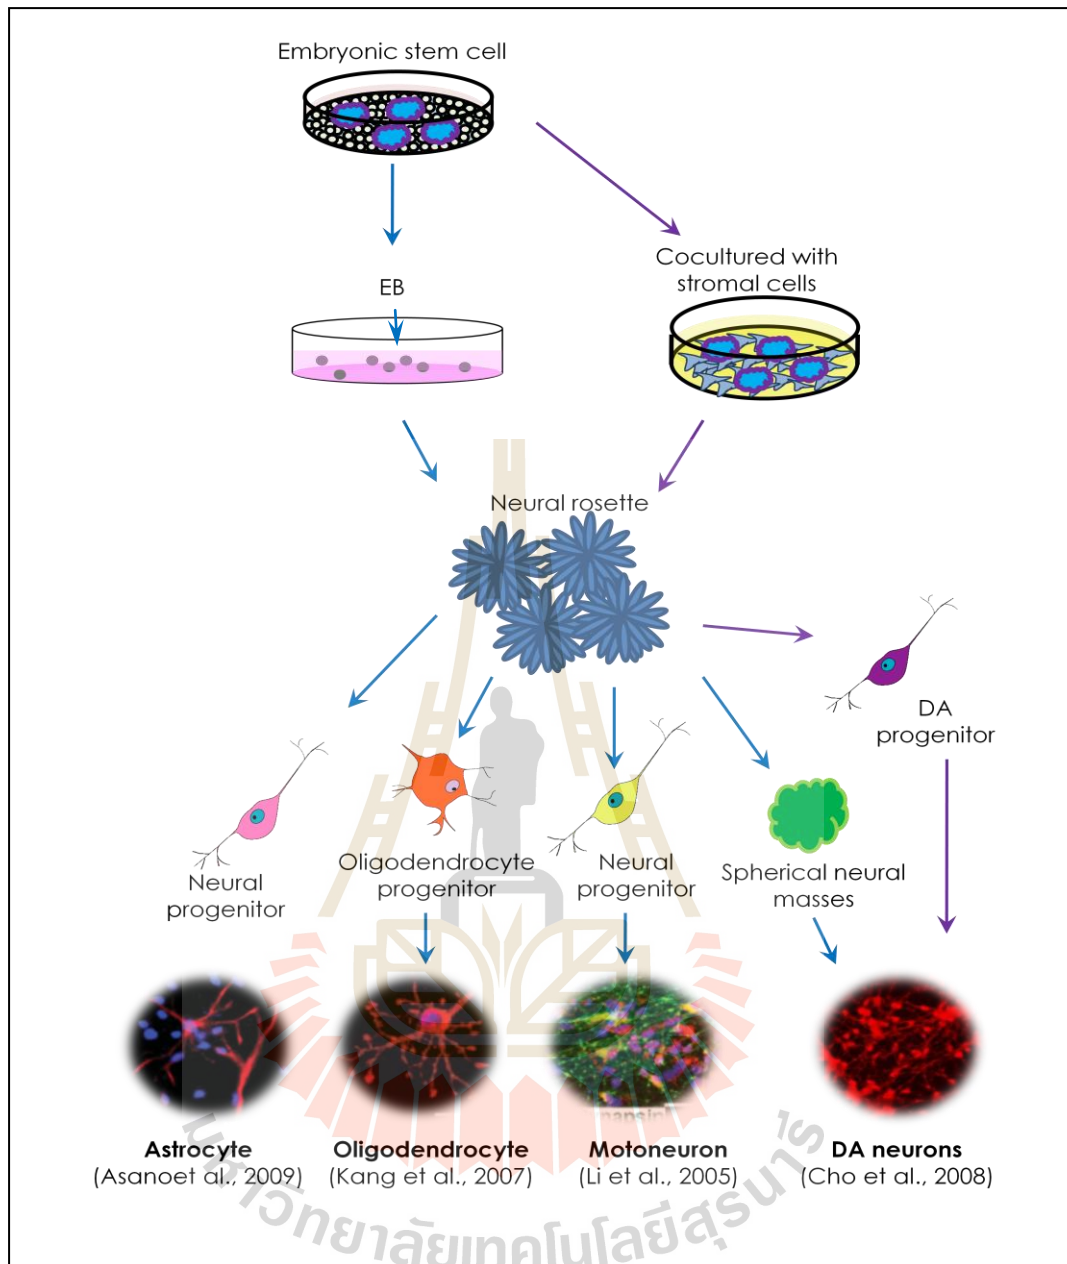 Embryonic stem cell
Cocultured with
stromal cells
EB
Neural rosette
DA
progenitor
Neural
progenitor
Oligodendrocyte
progenitor
Neural
progenitor
Spherical neural
masses
Astrocyte
(Asanoet al., 2009)
Oligodendrocyte
(Kang et al., 2007)
Motoneuron
(Li et al., 2005)
DA neurons
(Cho et al., 2008)
มหาวิทยาลัยเทคโนโลยีสุรนารี